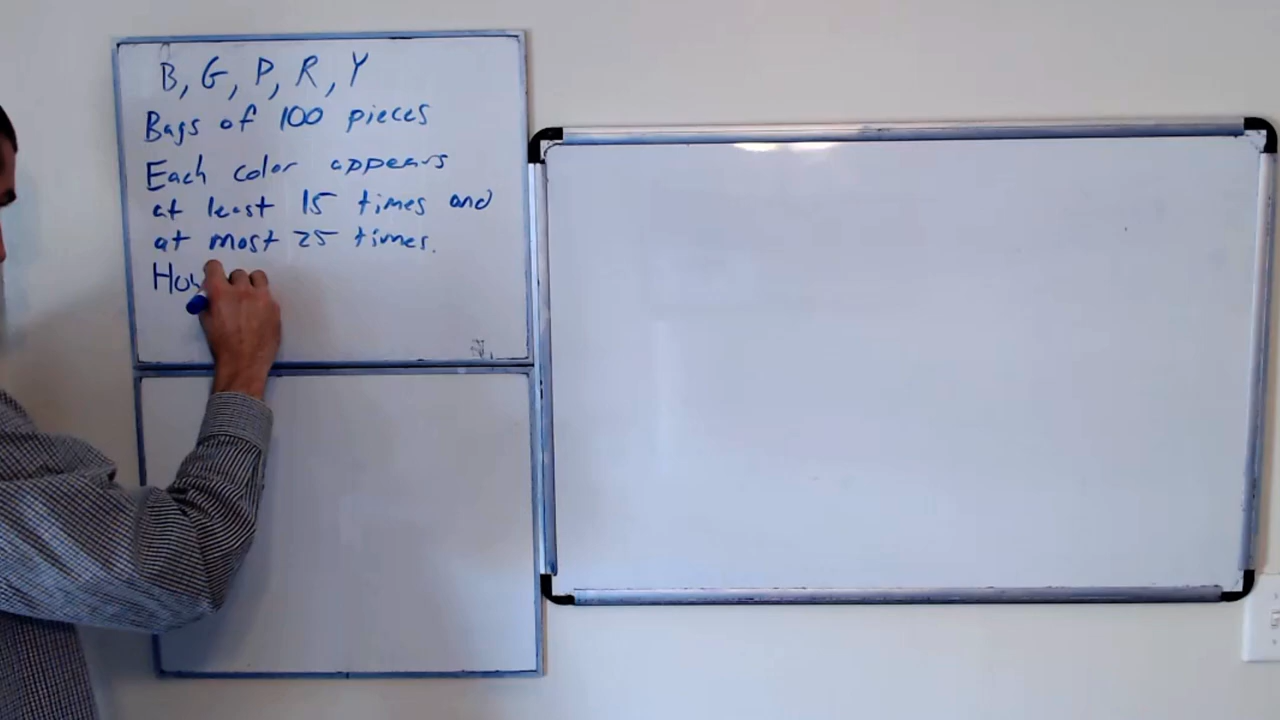 B, G, P, R, Y
Bags of 100 pieces
Each color appears
at least 15 times and
at most 25 times.
How